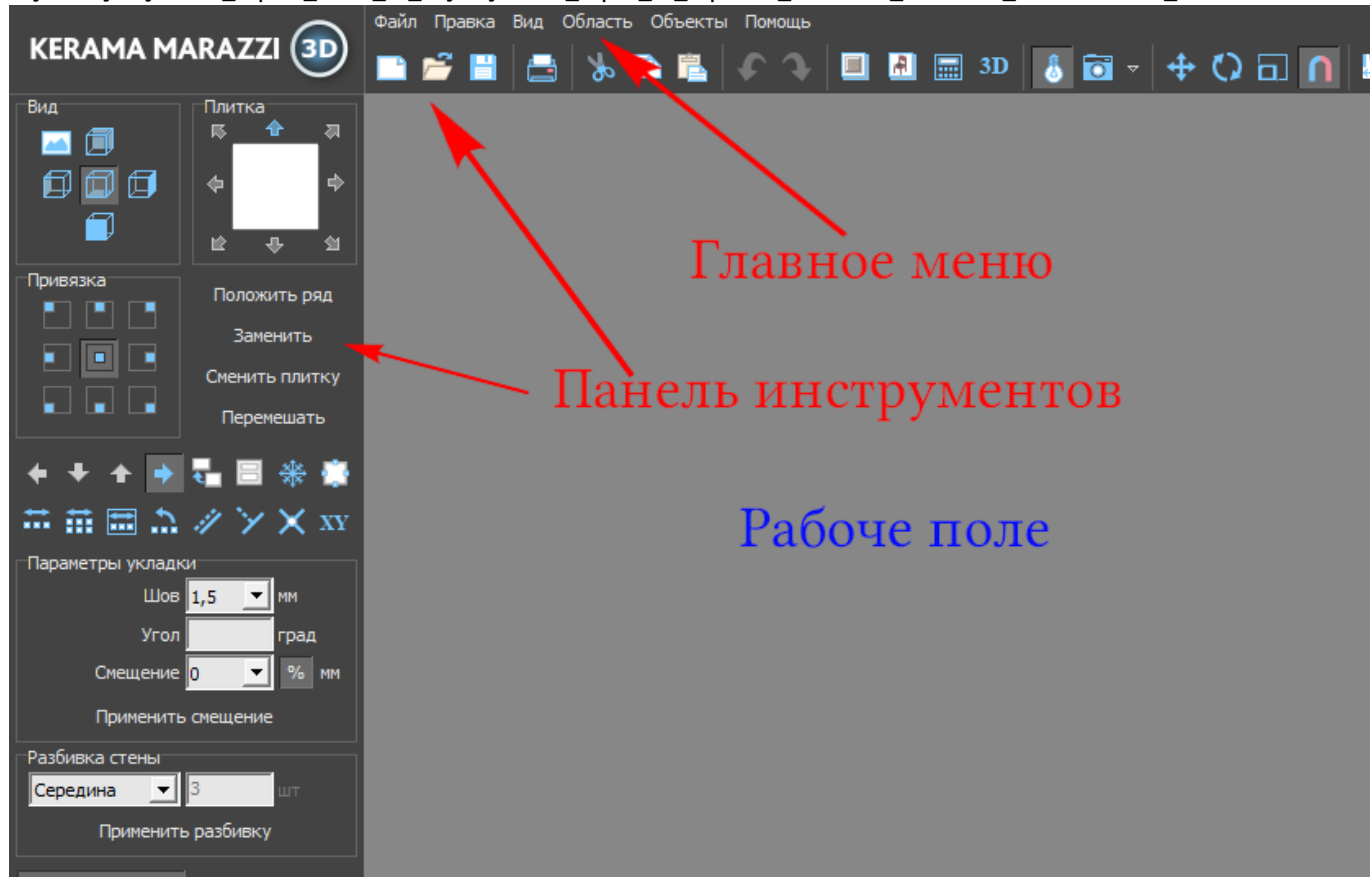 Файл Правка Вид Область Объекты Помощь
KERAMA MARAZZI 3D
3D
Вид
Плитка
Главное меню
Привязка
Положить ряд
Заменить
Сменить плитку
Перемешать
Панель инструментов
XY
Рабоче поле
Параметры укладки
Шов 1,5 мм
Угол град
Смещение 0 % мм
Применить смещение
Разбивка стены
Середина 3 шт
Применить разбивку